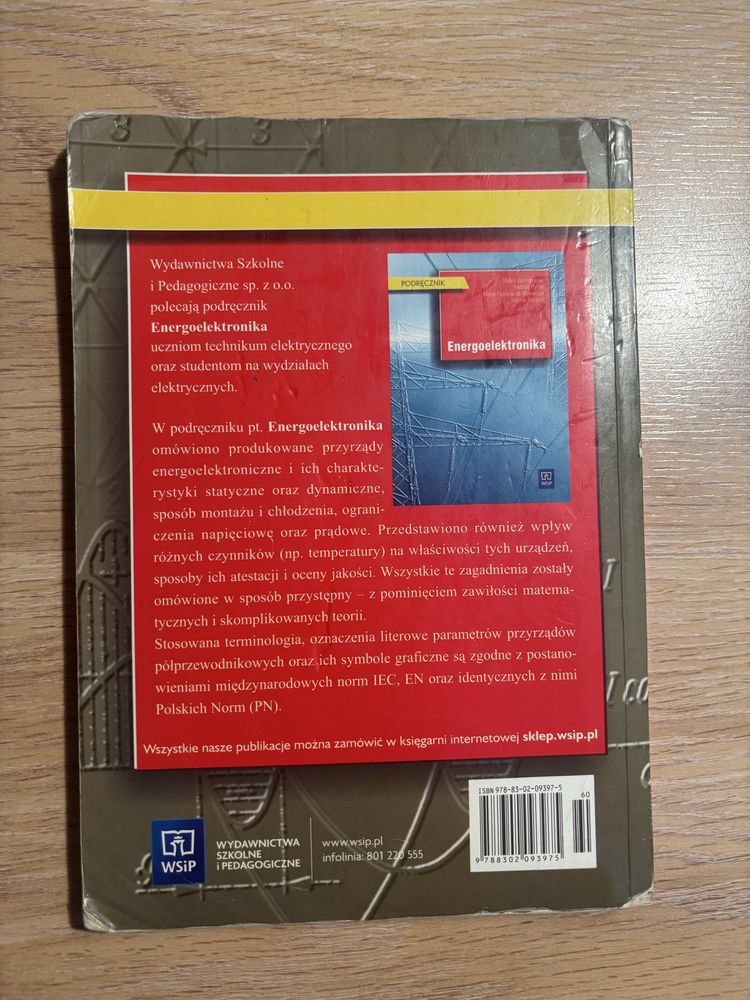 3
3
Wydawnictwa Szkolne
i Pedagogiczne sp. z o.o.
polecają podręcznik
Energoelektronika
uczniom technikum elektrycznego
oraz studentom na wydziałach
elektrycznych.
PODRĘCZNIK
Energoelektronika
WSiP
W podręczniku pt. Energoelektronika
omówiono produkowane przyrządy
energoelektroniczne i ich charakte-
rystyki statyczne oraz dynamiczne,
sposób montażu i chłodzenia, ograni-
czenia napięciowę oraz prądowe. Przedstawiono również wpływ
różnych czynników (np. temperatury) na właściwości tych urządzeń,
sposoby ich atestacji i oceny jakości. Wszystkie te zagadnienia zostały
omówione w sposób przystępny – z pominięciem zawiłości matema-
tycznych i skomplikowanych teorii.
Stosowana terminologia, oznaczenia literowe parametrów przyrządów
półprzewodnikowych oraz ich symbole graficzne są zgodne z postano-
wieniami międzynarodowych norm IEC, EN oraz identycznych z nimi
Polskich Norm (PN).
Wszystkie nasze publikacje można zamówić w księgarni internetowej sklep.wsip.pl
WSiP
WYDAWNICTWA
SZKOLNE
i PEDAGOGICZNE
www.wsip.pl
infolinia: 801 220 555
ISBN 978-83-02-09397-5
60
9 788302 093975